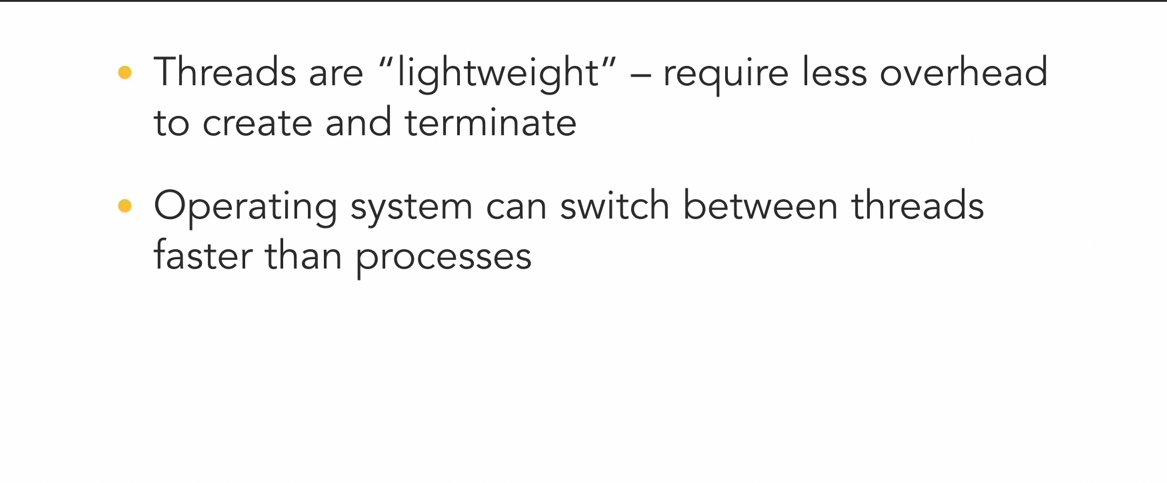 • Threads are “lightweight” – require less overhead
to create and terminate
• Operating system can switch between threads
faster than processes